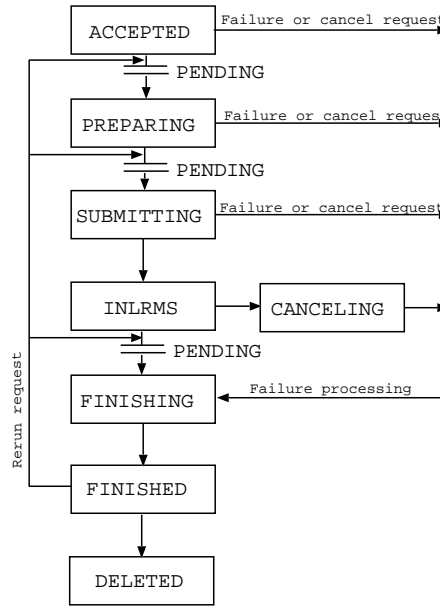 ACCEPTED
Failure or cancel request
PENDING
PREPARING
Failure or cancel request
PENDING
SUBMITTING
Failure or cancel request
INLRMS
CANCELING
PENDING
Rerun request
FINISHING
Failure processing
FINISHED
DELETED